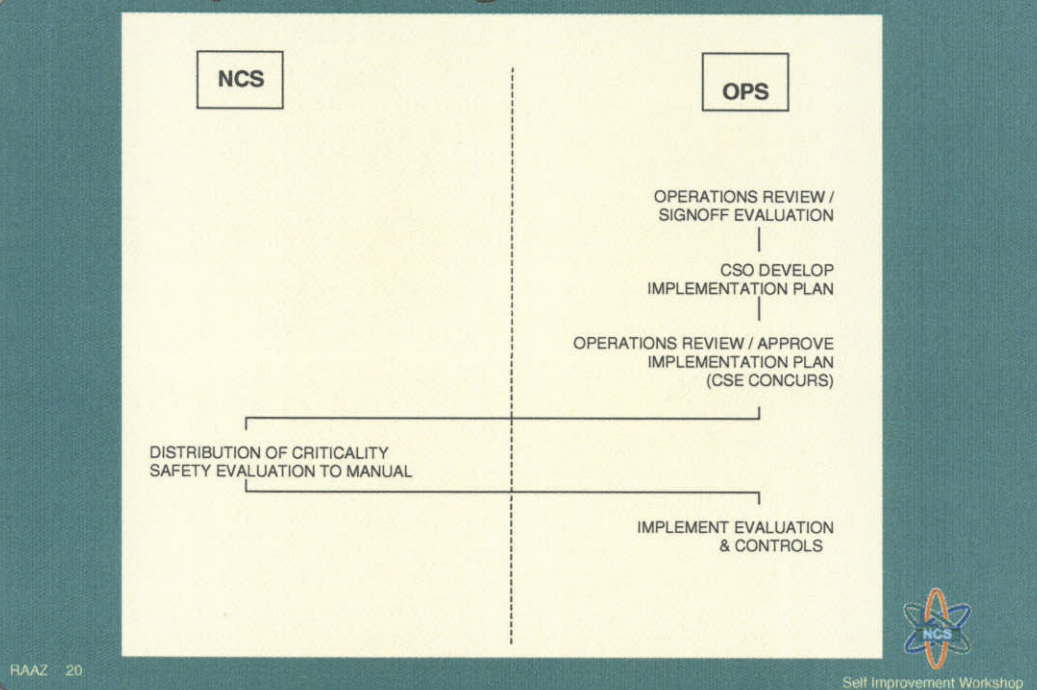 NCS
OPS
OPERATIONS REVIEW /
SIGNOFF EVALUATION
CSO DEVELOP
IMPLEMENTATION PLAN
OPERATIONS REVIEW / APPROVE
IMPLEMENTATION PLAN
(CSE CONCURS)
DISTRIBUTION OF CRITICALITY
SAFETY EVALUATION TO MANUAL
IMPLEMENT EVALUATION
& CONTROLS
NCS
RAAZ 20
Self Improvement Workshop